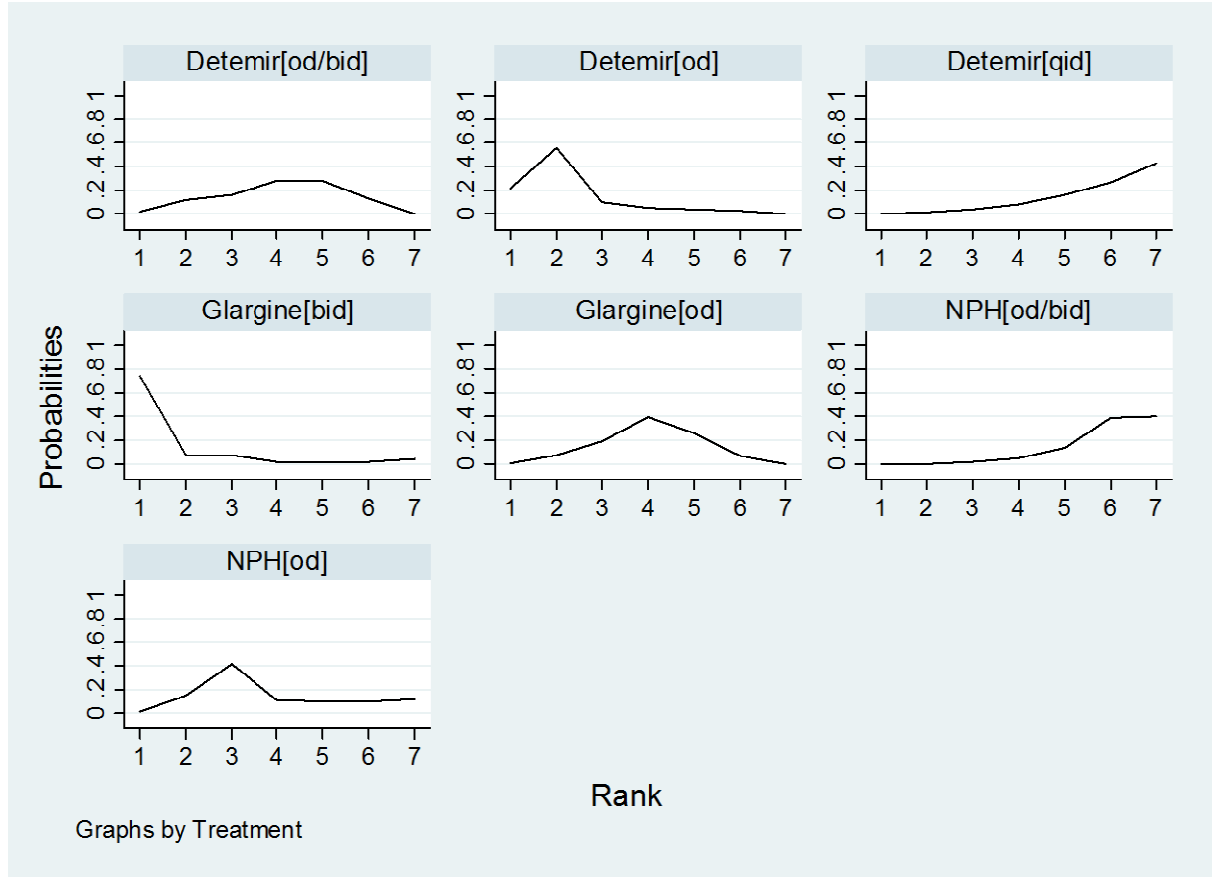 Detemir[od/bid] Detemir[od] Detemir[qid]
0 .2 .4 .6 .8 1
1 2 3 4 5 6 7
0 .2 .4 .6 .8 1
1 2 3 4 5 6 7
0 .2 .4 .6 .8 1
1 2 3 4 5 6 7
Glargine[bid] Glargine[od] NPH[od/bid]
0 .2 .4 .6 .8 1
1 2 3 4 5 6 7
0 .2 .4 .6 .8 1
1 2 3 4 5 6 7
0 .2 .4 .6 .8 1
1 2 3 4 5 6 7
NPH[od]
0 .2 .4 .6 .8 1
1 2 3 4 5 6 7
Probabilities
Rank
Graphs by Treatment